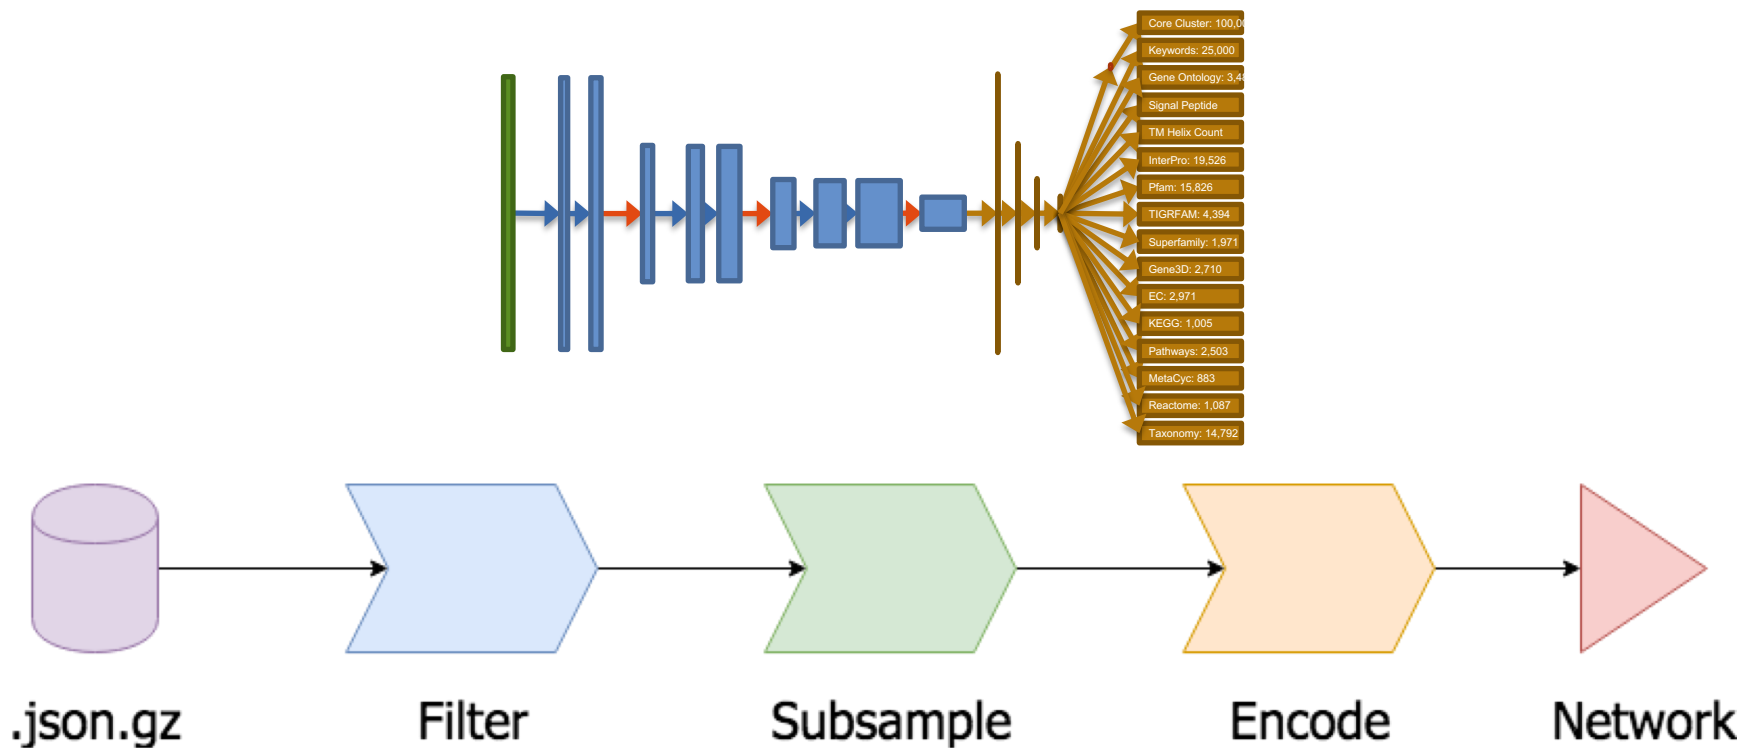 Core Cluster: 100,00
Keywords: 25,000
Gene Ontology: 3,48
Signal Peptide
TM Helix Count
InterPro: 19,526
Pfam: 15,826
TIGRFAM: 4,394
Superfamily: 1,971
Gene3D: 2,710
EC: 2,971
KEGG: 1,005
Pathways: 2,503
MetaCyc: 883
Reactome: 1,087
Taxonomy: 14,792
.json.gz
Filter
Subsample
Encode
Network